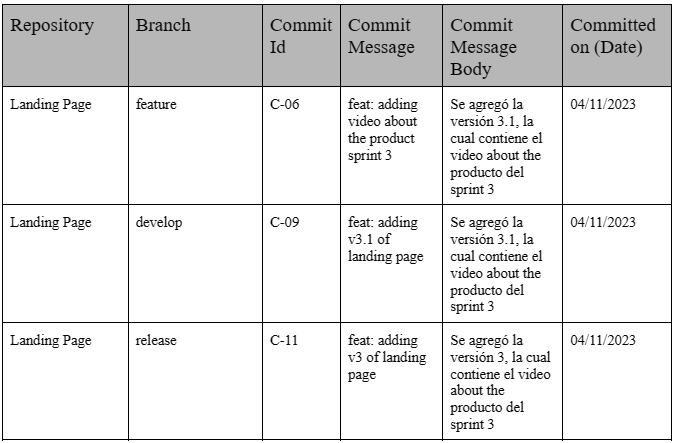 Repository Branch Commit Id Commit Message Commit Message Body Committed on (Date)
Landing Page feature C-06 feat: adding video about the product sprint 3 Se agregó la versión 3.1, la cual contiene el video about the producto del sprint 3 04/11/2023
Landing Page develop C-09 feat: adding v3.1 of landing page Se agregó la versión 3.1, la cual contiene el video about the producto del sprint 3 04/11/2023
Landing Page release C-11 feat: adding v3 of landing page Se agregó la versión 3, la cual contiene el video about the producto del sprint 3 04/11/2023